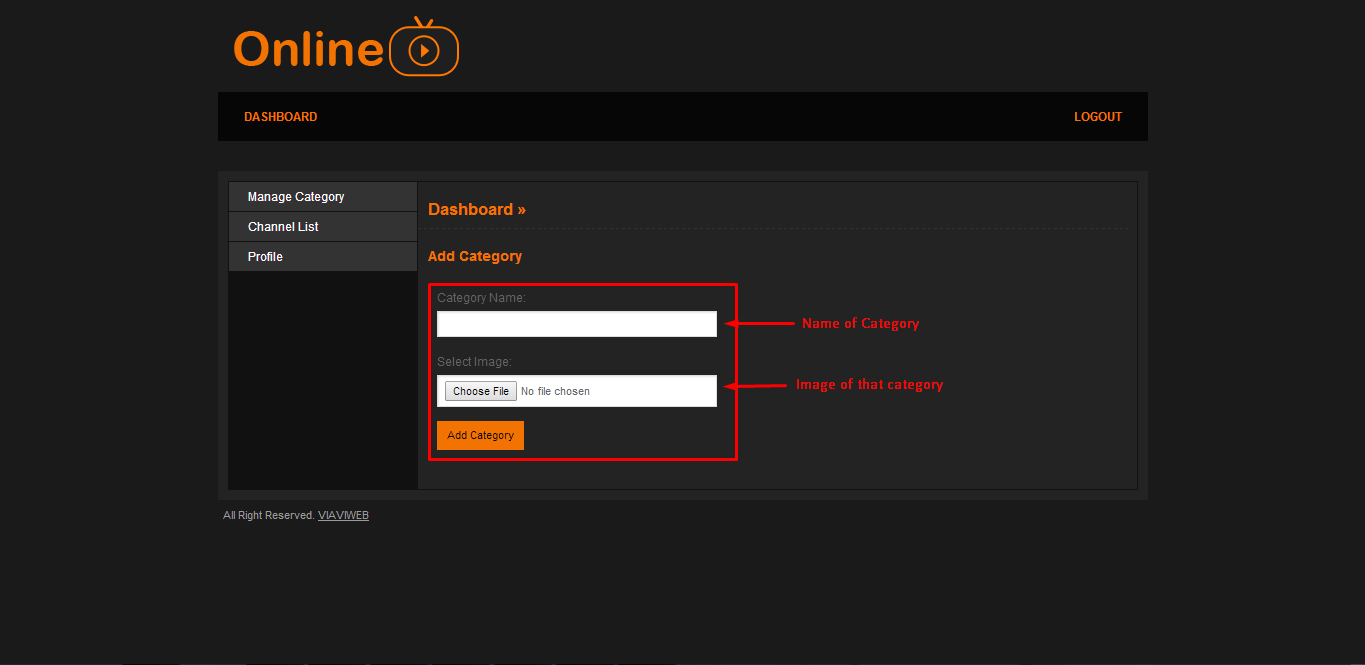 Online
DASHBOARD
LOGOUT
Manage Category
Channel List
Profile
Dashboard »
Add Category
Category Name:
Name of Category
Select Image:
Choose File No file chosen
Image of that category
Add Category
All Right Reserved. VIAVIWEB